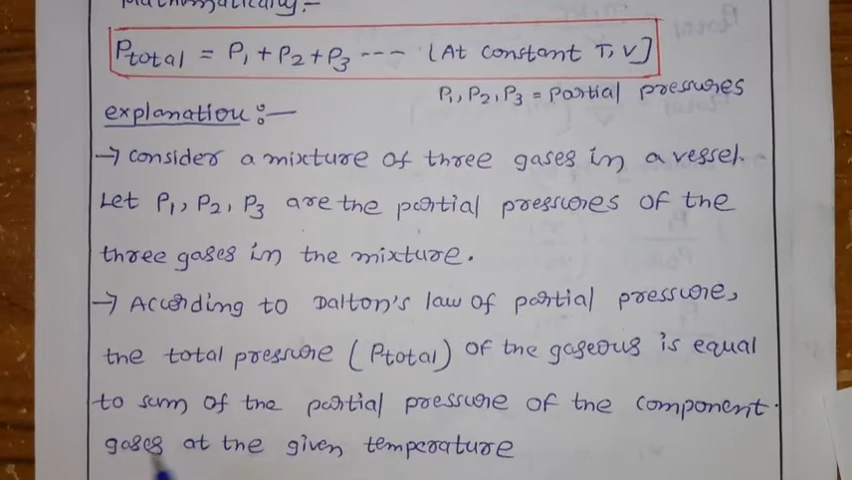 Mathematically:-
Ptotal = P1 + P2 + P3 --- [At constant T, V]
P1, P2, P3 = Partial pressures
explanation:-
→ consider a mixture of three gases in a vessel.
Let P1, P2, P3 are the partial pressures of the
three gases in the mixture.
→ According to Dalton's law of partial pressure,
the total pressure (Ptotal) of the gaseous is equal
to sum of the partial pressure of the component
gases at the given temperature